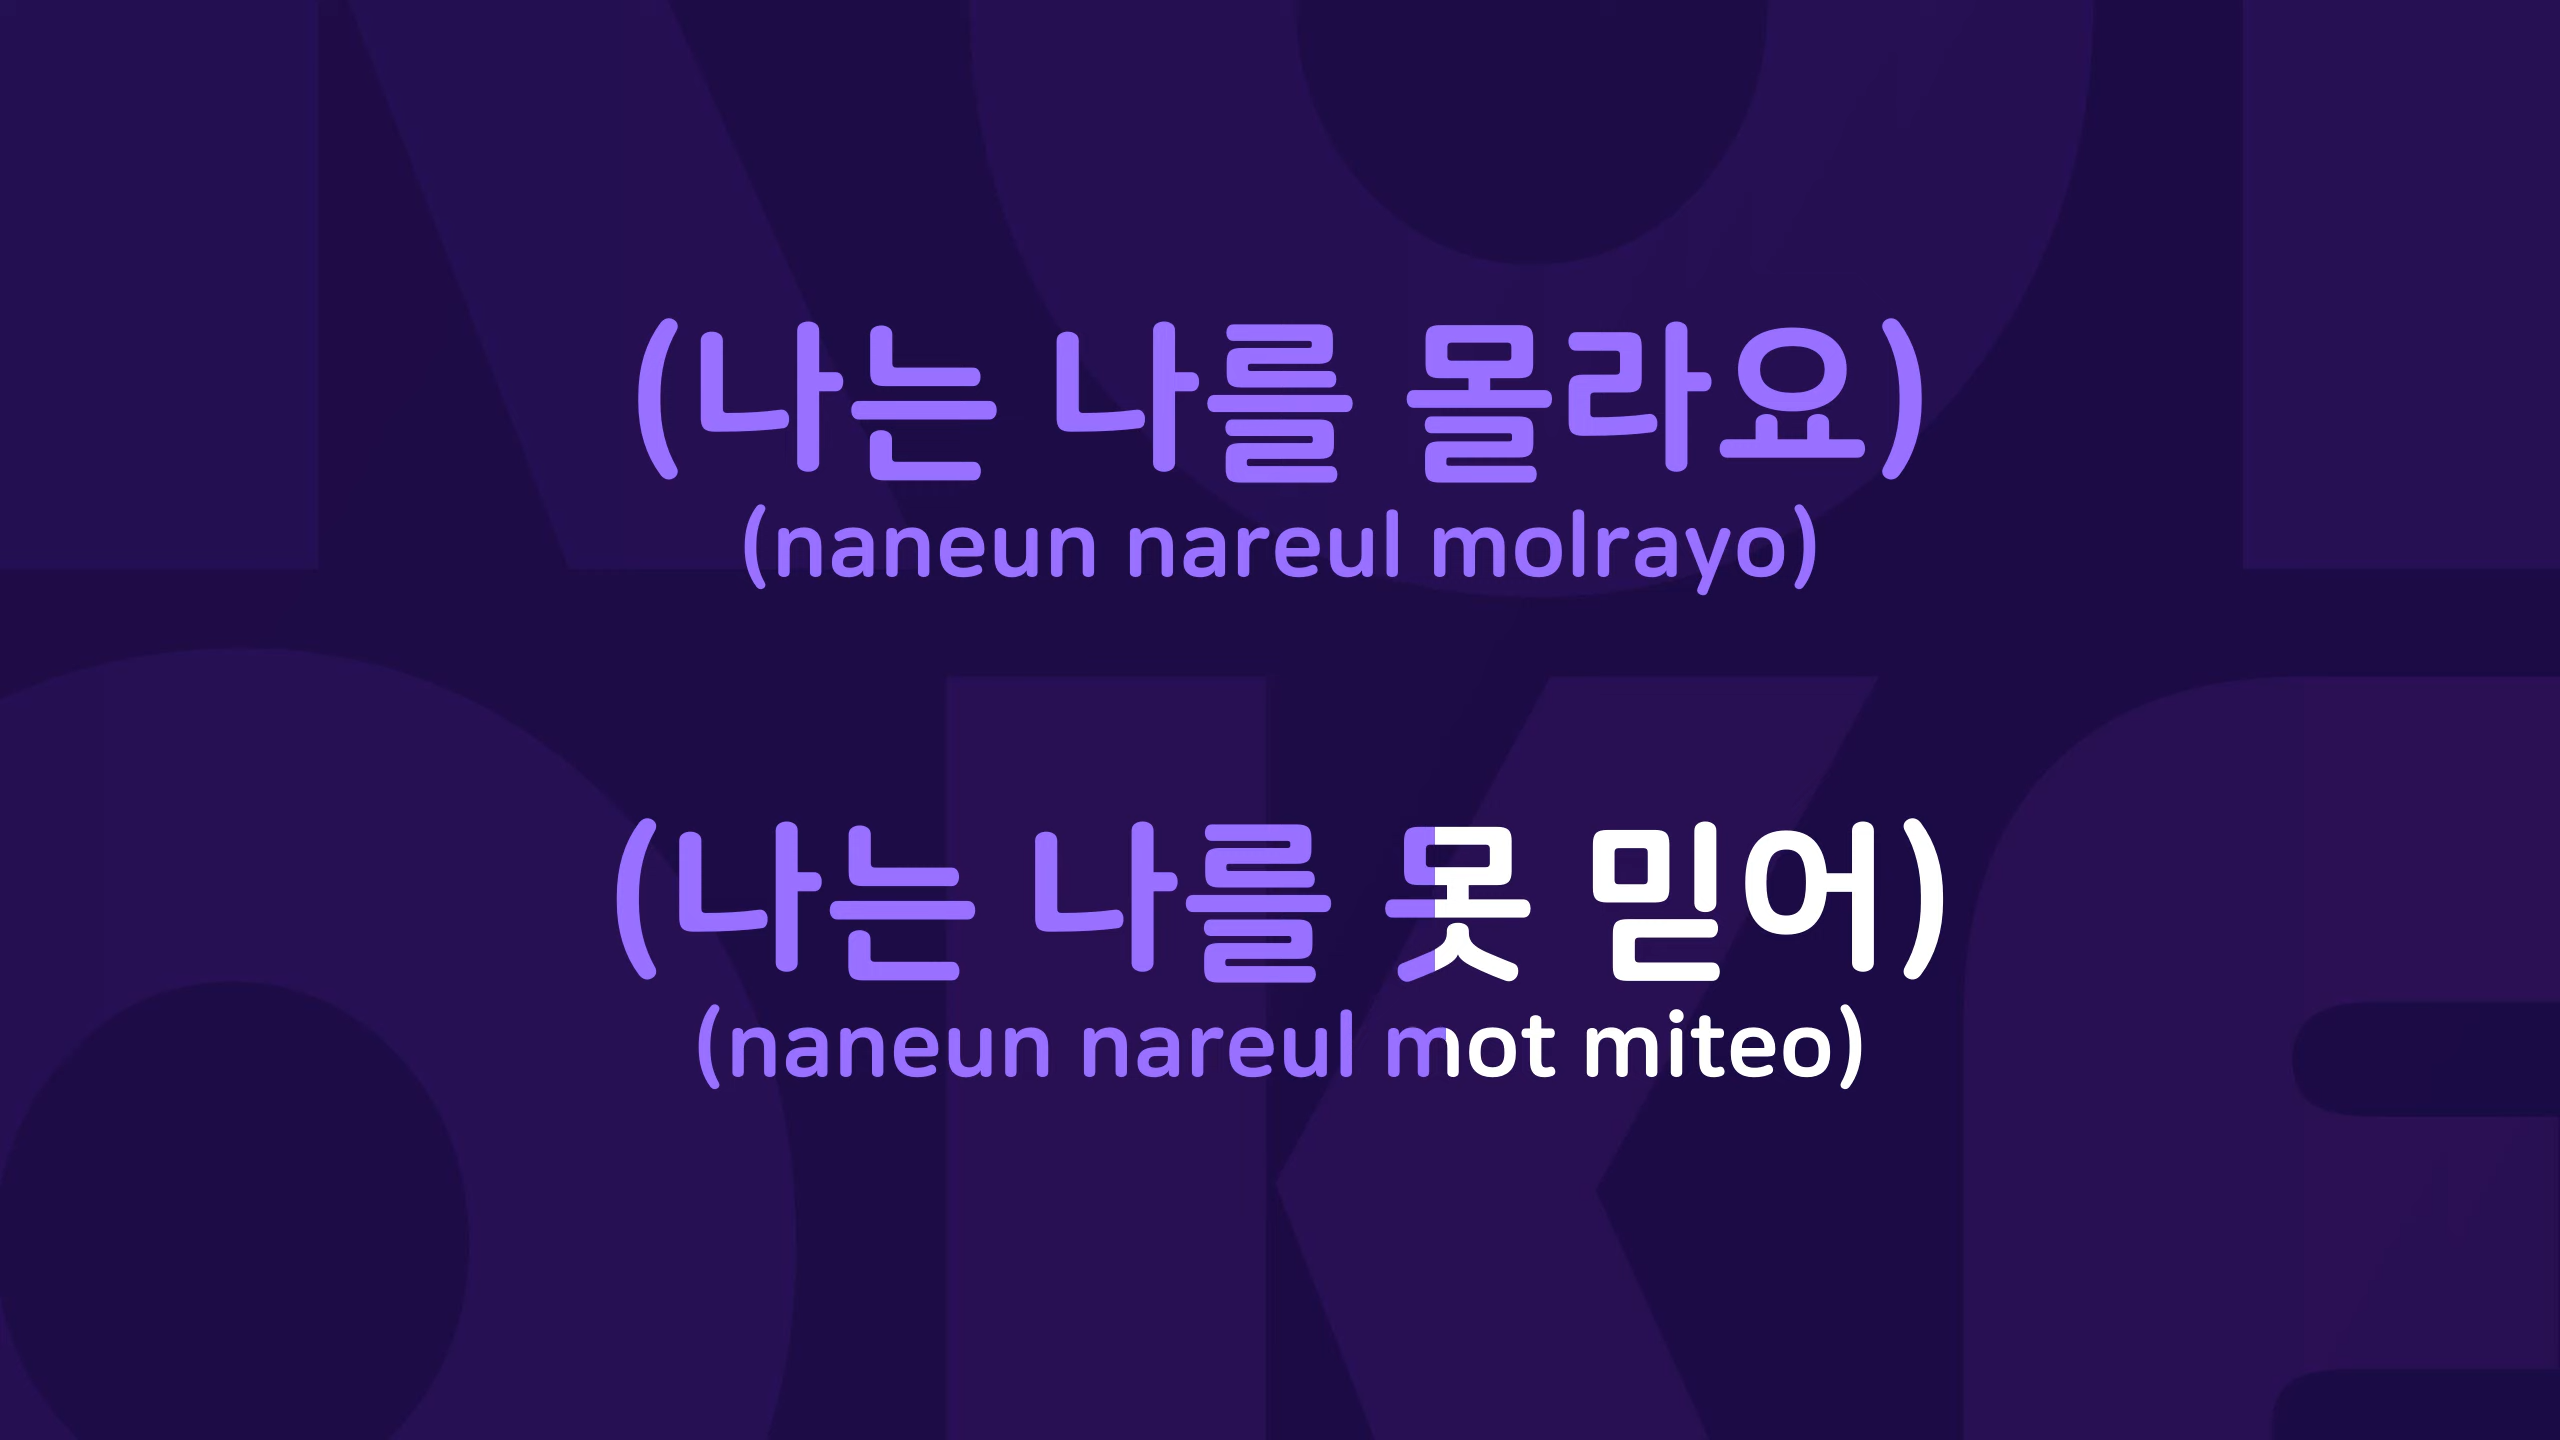 (나는 나를 몰라요)
(naneun nareul molrayo)
(나는 나를 못 믿어)
(naneun nareul mot miteo)